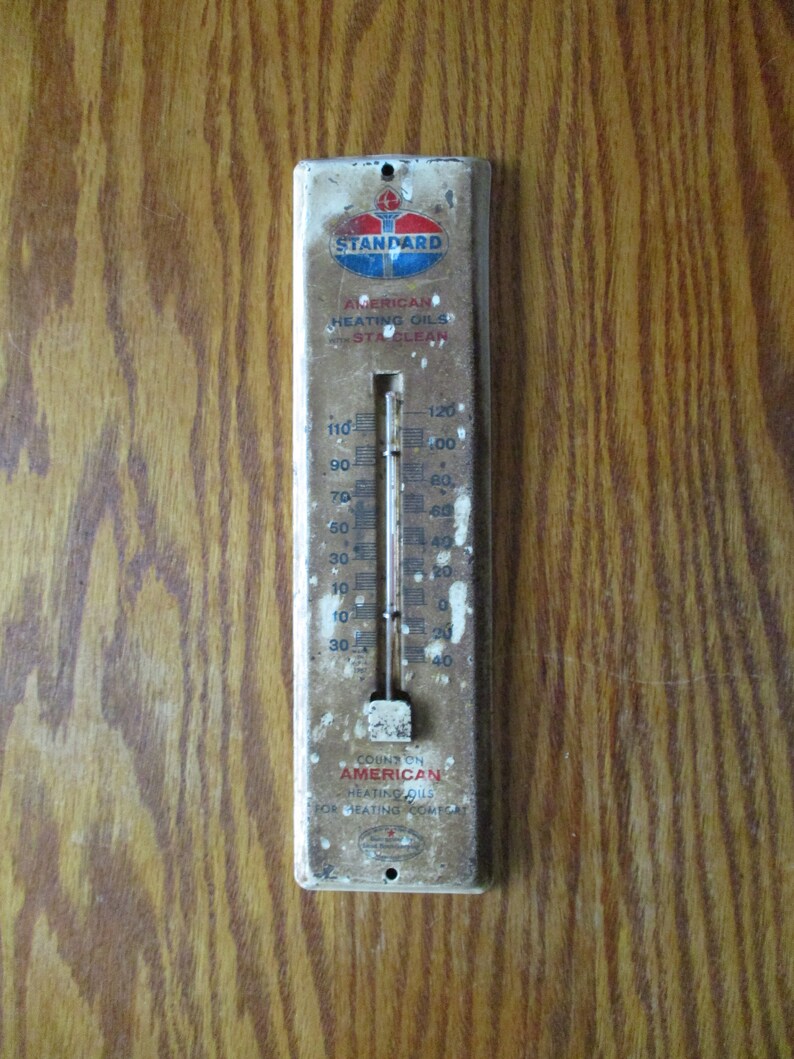 STANDARD
AMERICAN
HEATING OILS
WITH STA-CLEAN
120
110
100
90
80
70
60
50
40
30
20
10
0
10
20
30
40
COUNT ON
AMERICAN
HEATING OILS
FOR HEATING COMFORT